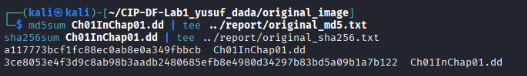 ┌──(kali㉿kali)-[~/CIP-DF-Lab1_yusuf_dada/original_image]
└─$ md5sum Ch01InChap01.dd | tee ../report/original_md5.txt
sha256sum Ch01InChap01.dd | tee ../report/original_sha256.txt
a117773bcf1fc88ec0ab8e0a349fbbcb  Ch01InChap01.dd
3ce8053e4f3d9c8ab98b3aadb2480685efb8e4980d34297b83bd5a09b1a7b122  Ch01InChap01.dd